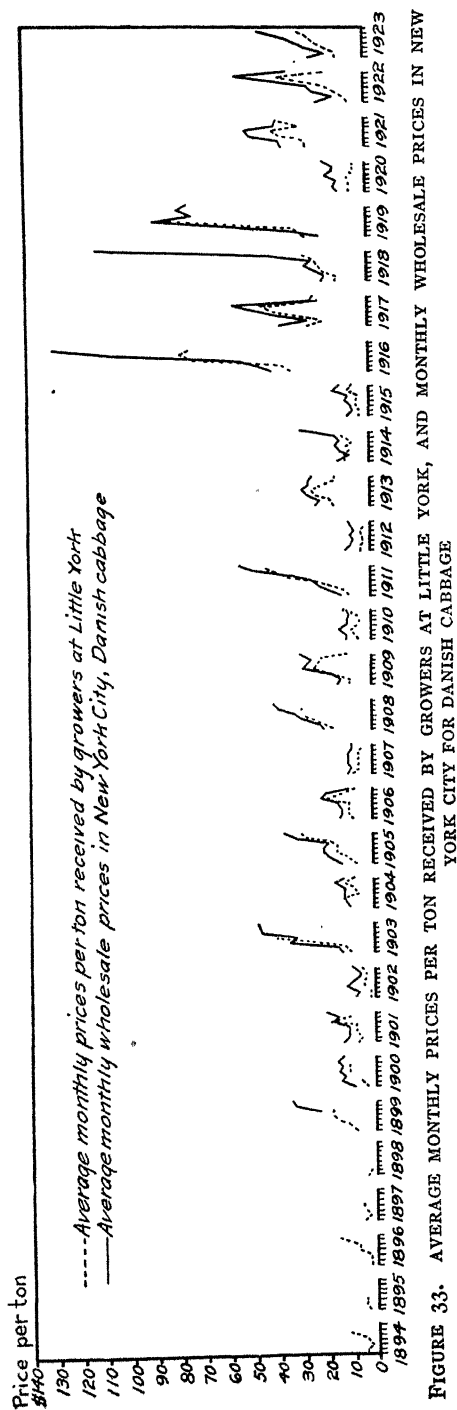 Price per ton
$140
130
120
110
100
90
80
70
60
50
40
30
20
10
0
-----Average monthly prices per ton received by growers at Little York
——Average monthly wholesale prices in New York City, Danish cabbage
1894 1895 1896 1897 1898 1899 1900 1901 1902 1903 1904 1905 1906 1907 1908 1909 1910 1911 1912 1913 1914 1915 1916 1917 1918 1919 1920 1921 1922 1923
FIGURE 33. AVERAGE MONTHLY PRICES PER TON RECEIVED BY GROWERS AT LITTLE YORK, AND MONTHLY WHOLESALE PRICES IN NEW
YORK CITY FOR DANISH CABBAGE